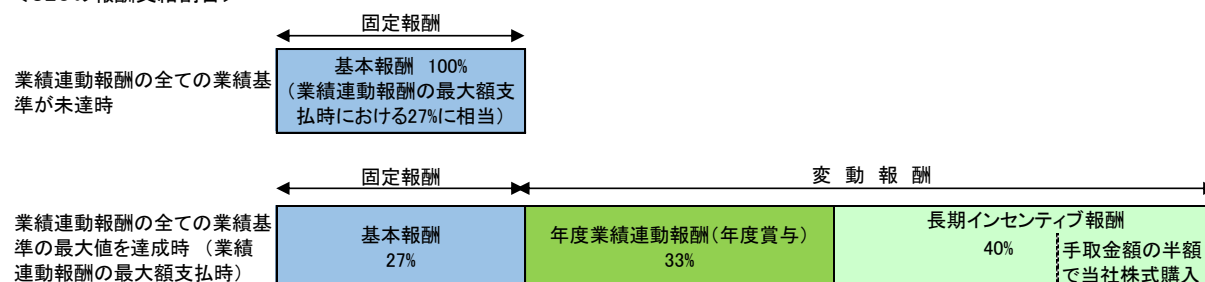 固定報酬
業績連動報酬の全ての業績基
準が未達時
基本報酬 100%
（業績連動報酬の最大額支
払時における27%に相当）
固定報酬
変 動 報 酬
業績連動報酬の全ての業績基
準の最大値を達成時 （業績
連動報酬の最大額支払時）
基本報酬
27%
年度業績連動報酬（年度賞与）
33%
長期インセンティブ報酬
40%
手取金額の半額
で当社株式購入